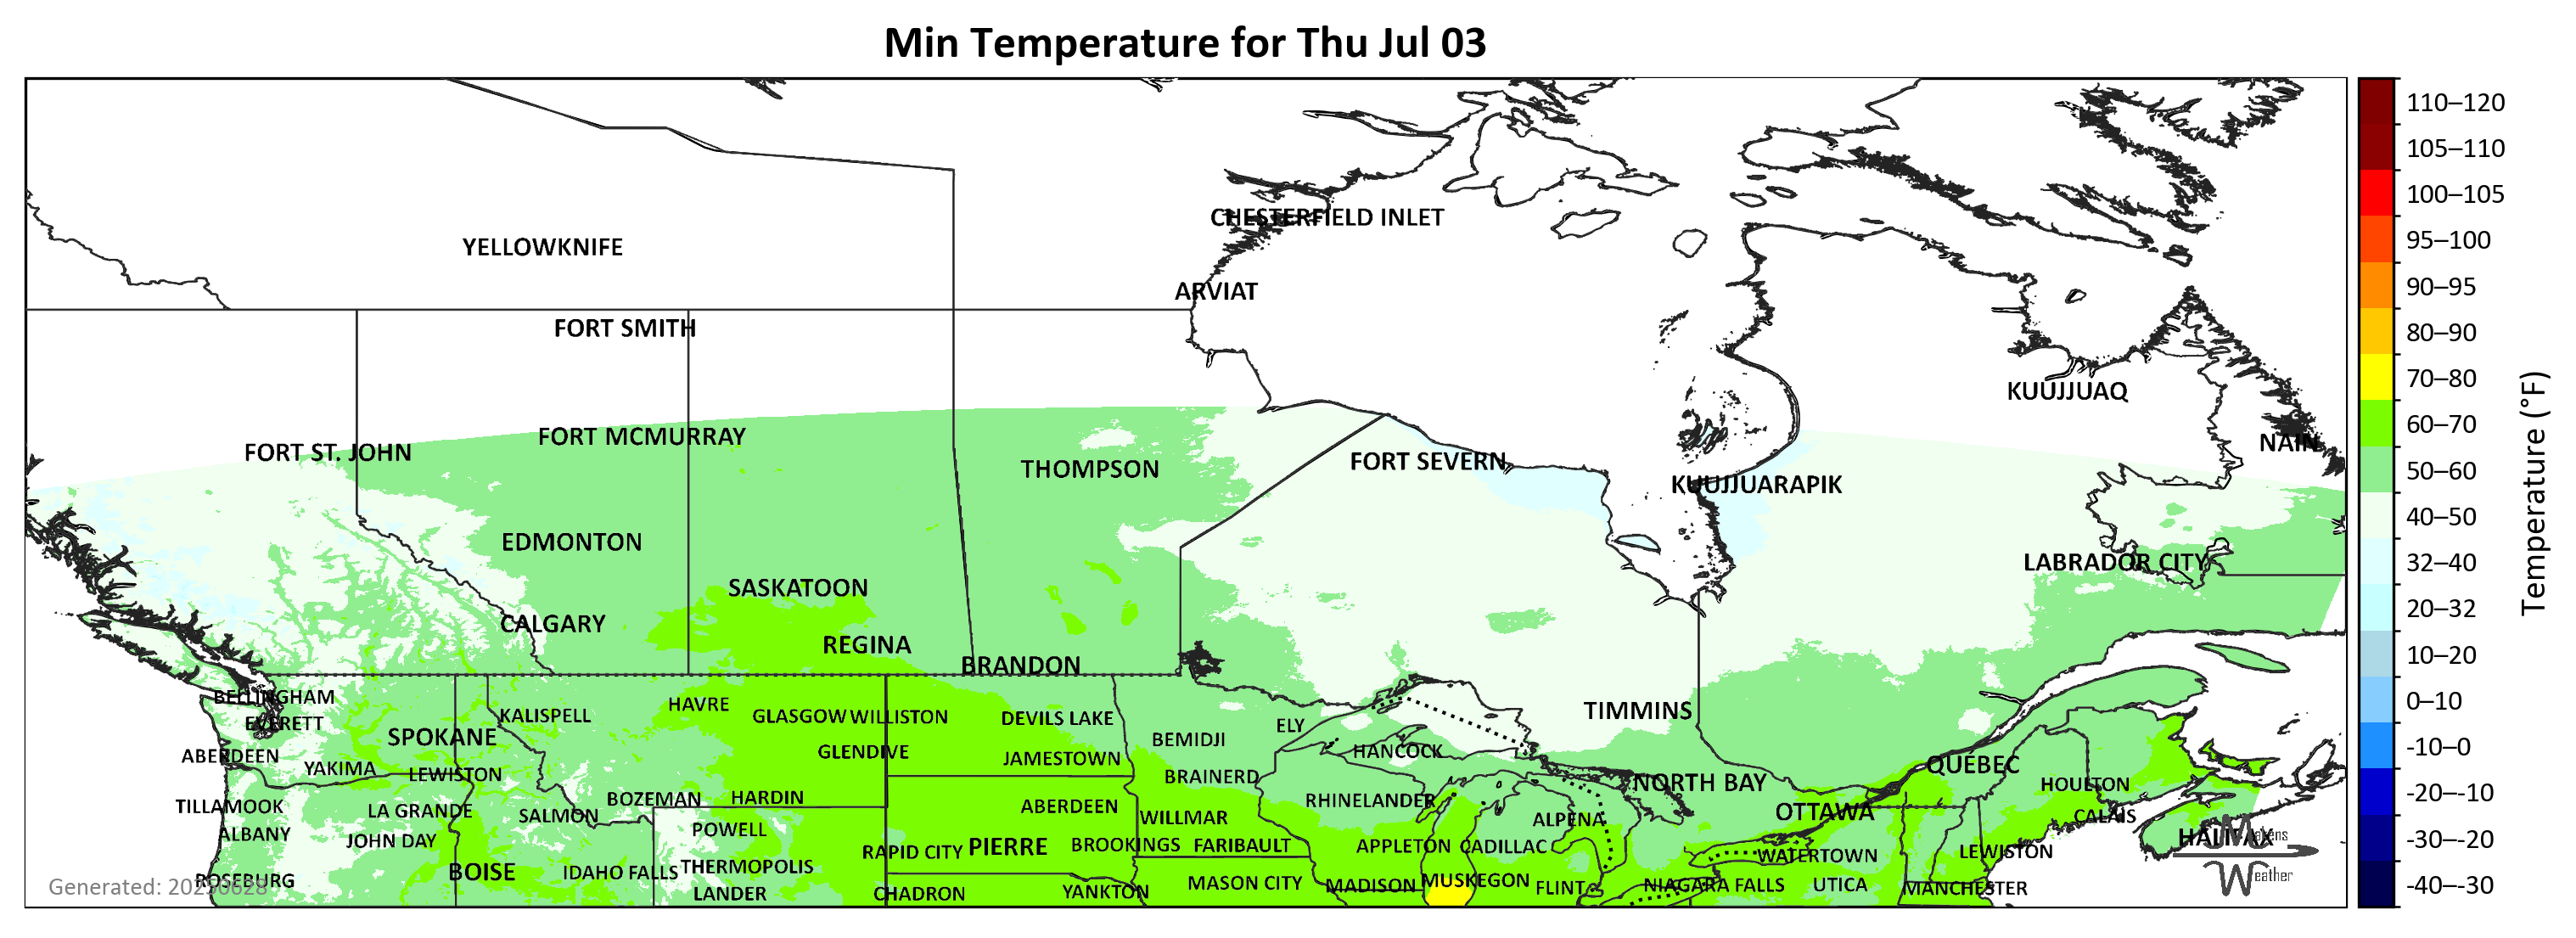 Min Temperature for Thu Jul 03
110–120
105–110
CHESTERFIELD INLET
100–105
YELLOWKNIFE
95–100
ARVIAT
90–95
FORT SMITH
80–90
70–80
KUUJJUAQ
FORT MCMURRAY
60–70
FORT ST. JOHN
NAIN
THOMPSON
FORT SEVERN
50–60
KUUJJUARAPIK
40–50
Temperature (°F)
EDMONTON
LABRADOR CITY
32–40
SASKATOON
20–32
CALGARY
REGINA
BRANDON
10–20
BELLINGHAM
HAVRE
0–10
KALISPELL
GLASGOW WILLISTON
DEVILS LAKE
TIMMINS
EVERETT
ELY
SPOKANE
BEMIDJI
-10–0
ABERDEEN
GLENDIVE
JAMESTOWN
HANCOCK
YAKIMA
LEWISTON
BRAINERD
NORTH BAY
QUÉBEC
HOULTON
-20–-10
TILLAMOOK
LA GRANDE
BOZEMAN
HARDIN
ABERDEEN
RHINELANDER
OTTAWA
CALAIS
SALMON
WILLMAR
ALPENA
ALBANY
JOHN DAY
POWELL
HALIFAX
Makens
-30–-20
RAPID CITY
PIERRE
BROOKINGS
FARIBAULT
APPLETON
CADILLAC
WATERTOWN
LEWISTON
BOISE
IDAHO FALLS
THERMOPOLIS
Weather
ROSEBURG
Generated: 20250628
LANDER
CHADRON
YANKTON
MASON CITY
MADISON
MUSKEGON
FLINT
NIAGARA FALLS
UTICA
MANCHESTER
-40–-30